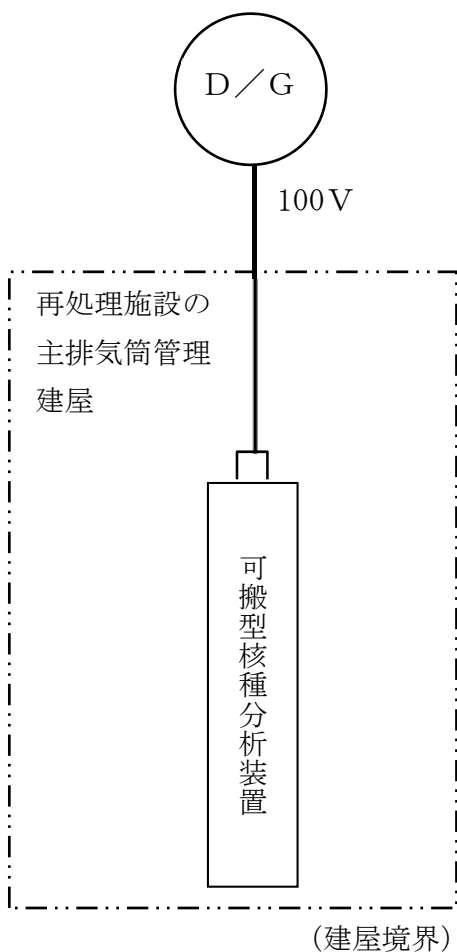 D／G
100V
再処理施設の
主排気筒管理
建屋
可搬型核種分析装置
（建屋境界）